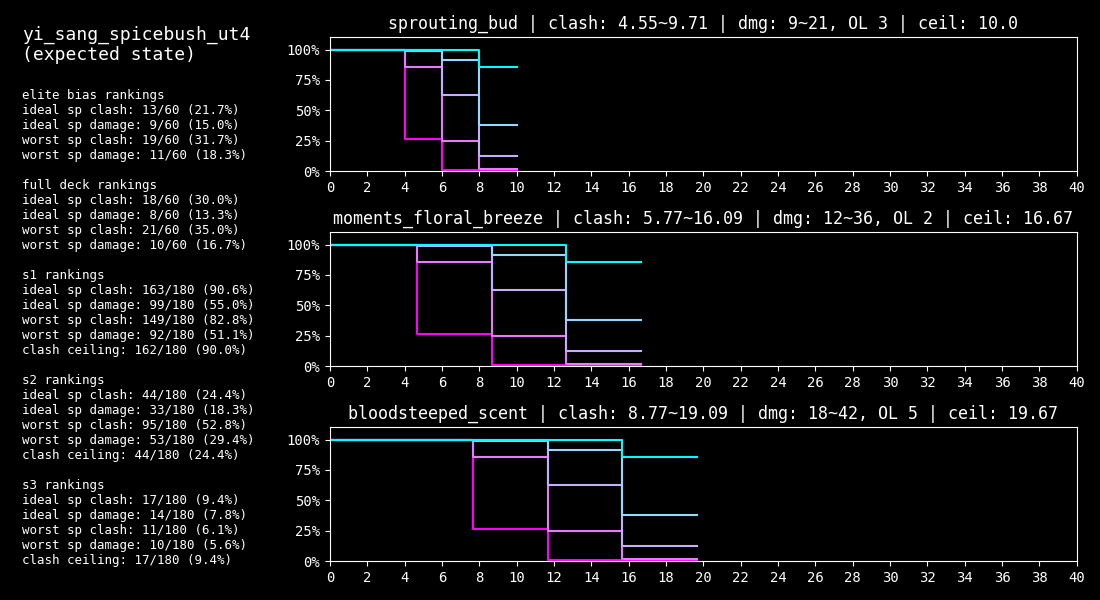 yi_sang_spicebush_ut4
(expected state)
elite bias rankings
ideal sp clash: 13/60 (21.7%)
ideal sp damage: 9/60 (15.0%)
worst sp clash: 19/60 (31.7%)
worst sp damage: 11/60 (18.3%)
full deck rankings
ideal sp clash: 18/60 (30.0%)
ideal sp damage: 8/60 (13.3%)
worst sp clash: 21/60 (35.0%)
worst sp damage: 10/60 (16.7%)
s1 rankings
ideal sp clash: 163/180 (90.6%)
ideal sp damage: 99/180 (55.0%)
worst sp clash: 149/180 (82.8%)
worst sp damage: 92/180 (51.1%)
clash ceiling: 162/180 (90.0%)
s2 rankings
ideal sp clash: 44/180 (24.4%)
ideal sp damage: 33/180 (18.3%)
worst sp clash: 95/180 (52.8%)
worst sp damage: 53/180 (29.4%)
clash ceiling: 44/180 (24.4%)
s3 rankings
ideal sp clash: 17/180 (9.4%)
ideal sp damage: 14/180 (7.8%)
worst sp clash: 11/180 (6.1%)
worst sp damage: 10/180 (5.6%)
clash ceiling: 17/180 (9.4%)
sprouting_bud | clash: 4.55~9.71 | dmg: 9~21, OL 3 | ceil: 10.0
100%
75%
50%
25%
0%
0 2 4 6 8 10 12 14 16 18 20 22 24 26 28 30 32 34 36 38 40
moments_floral_breeze | clash: 5.77~16.09 | dmg: 12~36, OL 2 | ceil: 16.67
100%
75%
50%
25%
0%
0 2 4 6 8 10 12 14 16 18 20 22 24 26 28 30 32 34 36 38 40
bloodsteeped_scent | clash: 8.77~19.09 | dmg: 18~42, OL 5 | ceil: 19.67
100%
75%
50%
25%
0%
0 2 4 6 8 10 12 14 16 18 20 22 24 26 28 30 32 34 36 38 40